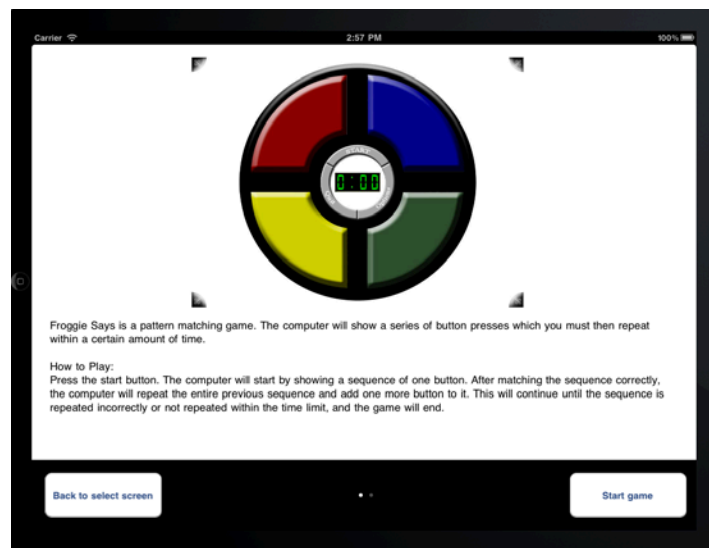 Carrier
2:57 PM
100%
START
0:00
Froggie Says is a pattern matching game. The computer will show a series of button presses which you must then repeat
within a certain amount of time.
How to Play:
Press the start button. The computer will start by showing a sequence of one button. After matching the sequence correctly,
the computer will repeat the entire previous sequence and add one more button to it. This will continue until the sequence is
repeated incorrectly or not repeated within the time limit, and the game will end.
Back to select screen
Start game